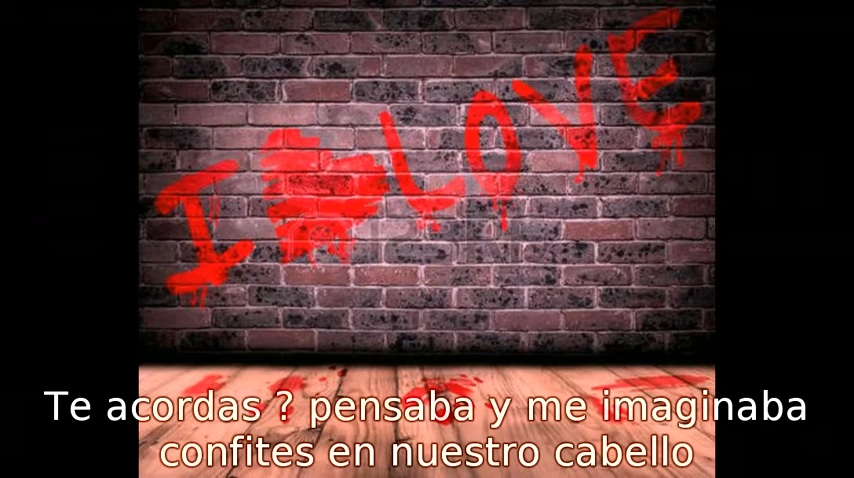 I LOVE
Te acordas ? pensaba y me imaginaba
confites en nuestro cabello